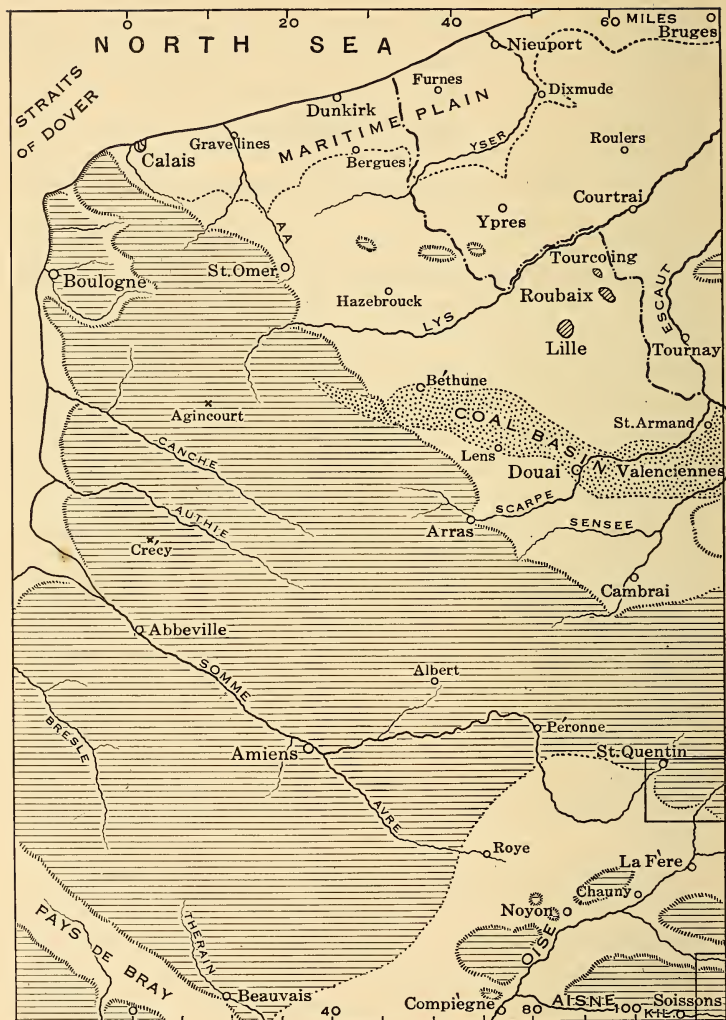 0 20 40 60 MILES
NORTH SEA
Bruges
Nieuport
STRAITS
OF DOVER
Furnes
Dixmude
Dunkirk
MARITIME PLAIN
Gravelines
Calais
Bergues
YSER
Roulers
Courtrai
Ypres
AA
St. Omer
Boulogne
Tourcoing
Hazebrouck
Roubaix
ESCAUT
LYS
Lille
Tournay
Béthune
Agincourt
COAL BASIN
St. Armand
CANCHE
Lens
Douai
Valenciennes
SCARPE
AUTHIE
Arras
SENSEE
Crécy
Cambrai
Abbeville
SOMME
Albert
BRESLE
Péronne
Amiens
St. Quentin
AVRE
Roye
La Fère
Chauny
Noyon
PAYS DE BRAY
THERAIN
OISE
Beauvais
Compiègne
AISNE
Soissons
0 40 80 100 KIL.